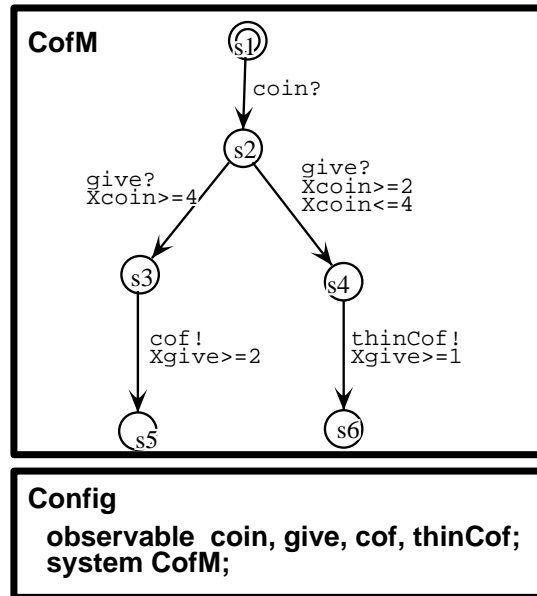 CofM
s1
coin?
s2
give?
Xcoin>=4
give?
Xcoin>=2
Xcoin<=4
s3
s4
cof!
Xgive>=2
thinCof!
Xgive>=1
s5
s6
Config
observable coin, give, cof, thinCof;
system CofM;